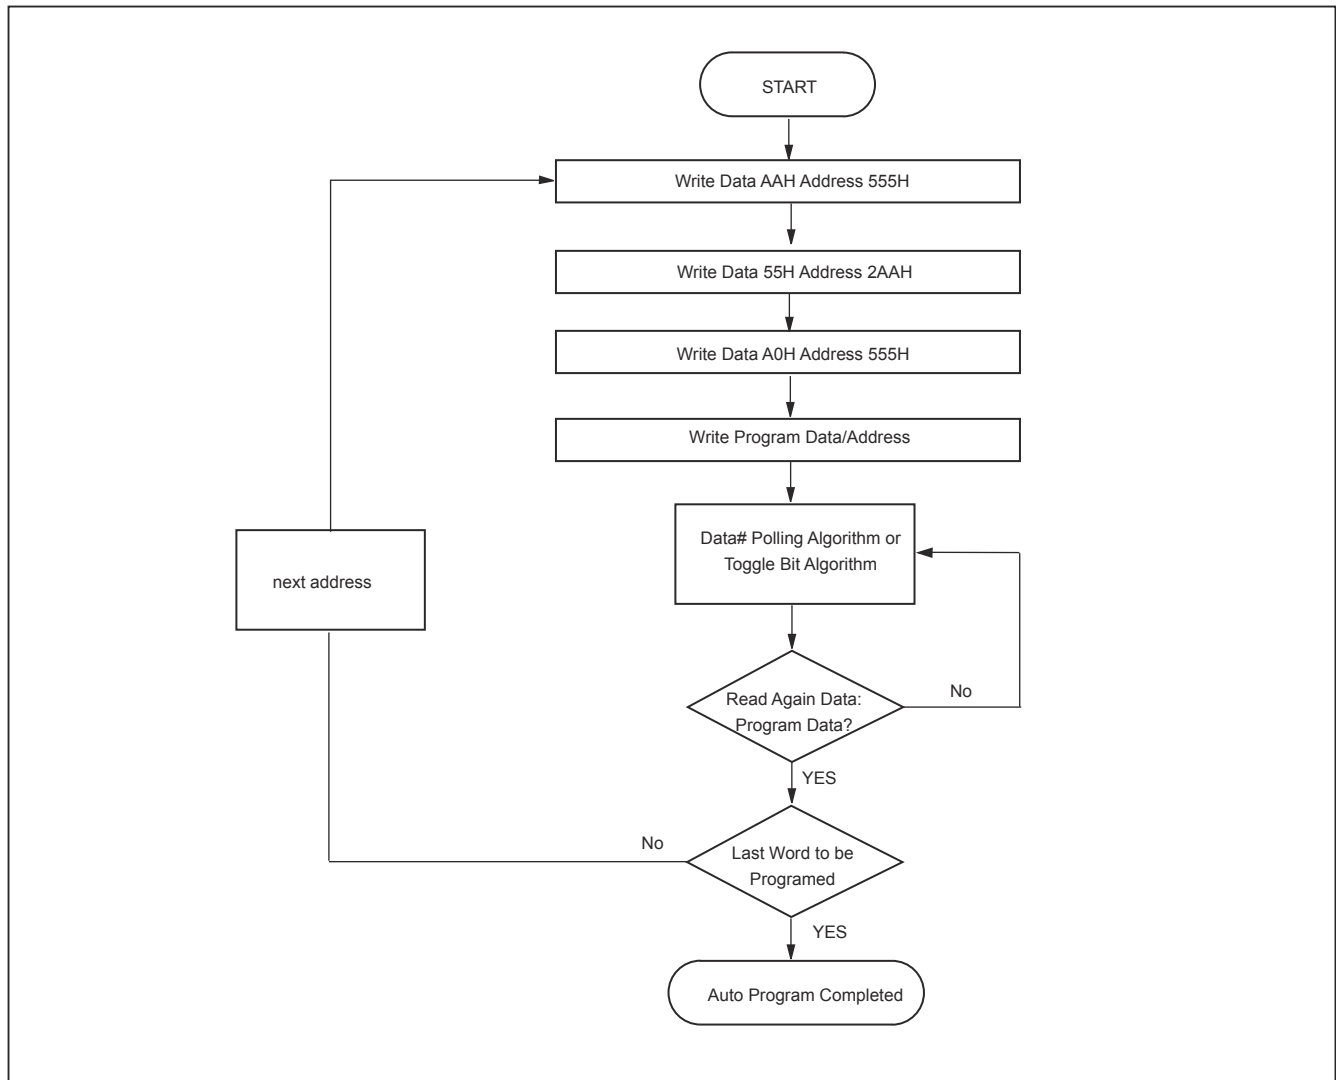 START
Write Data AAH Address 555H
Write Data 55H Address 2AAH
Write Data A0H Address 555H
Write Program Data/Address
Data# Polling Algorithm or
Toggle Bit Algorithm
next address
Read Again Data:
Program Data?
No
YES
No
Last Word to be
Programed
YES
Auto Program Completed